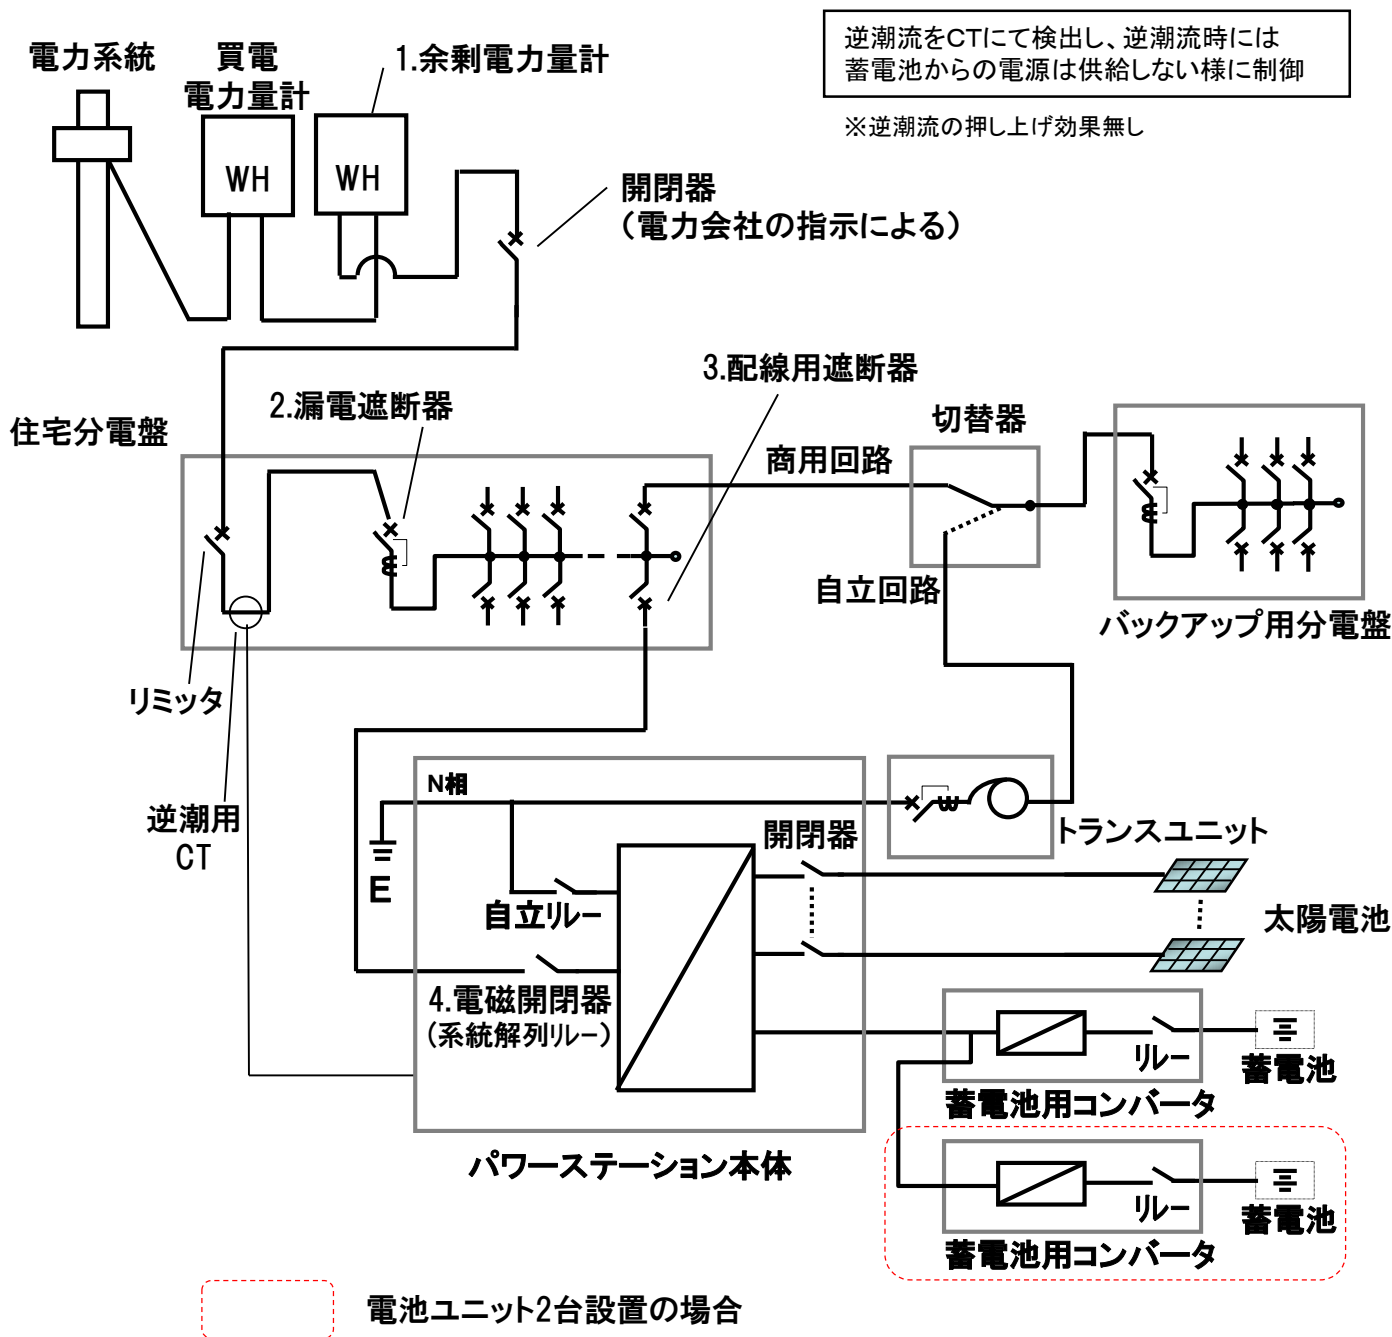 逆潮流をCTにて検出し、逆潮流時には
蓄電池からの電源は供給しない様に制御
※逆潮流の押し上げ効果無し
電力系統
買電
電力量計
1.余剰電力量計
WH
WH
開閉器
(電力会社の指示による)
3.配線用遮断器
2.漏電遮断器
住宅分電盤
切替器
商用回路
自立回路
バックアップ用分電盤
リミッタ
逆潮用
CT
N相
E
開閉器
トランスユニット
自立リレー
太陽電池
4.電磁開閉器
(系統解列リレー)
リレー
蓄電池
蓄電池用コンバータ
パワーステーション本体
リレー
蓄電池
蓄電池用コンバータ
電池ユニット2台設置の場合